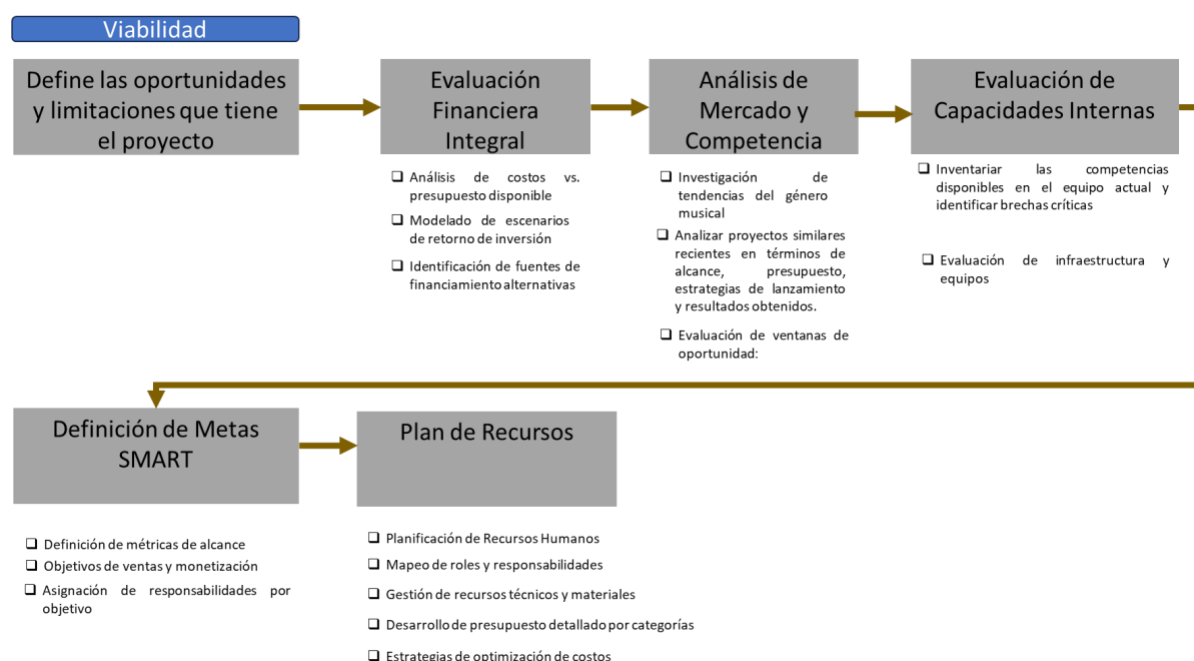 Viabilidad
Define las oportunidades
y limitaciones que tiene
el proyecto
Evaluación
Financiera
Integral
Análisis de costos vs.
presupuesto disponible
Modelado de escenarios
de retorno de inversión
Identificación de fuentes de
financiamiento alternativas
Análisis de
Mercado y
Competencia
Investigación de
tendencias del género
musical
Analizar proyectos similares
recientes en términos de
alcance, presupuesto,
estrategias de lanzamiento
y resultados obtenidos.
Evaluación de ventanas de
oportunidad:
Evaluación de
Capacidades Internas
Inventariar las competencias
disponibles en el equipo actual y
identificar brechas críticas
Evaluación de infraestructura y
equipos
Definición de Metas
SMART
Definición de métricas de alcance
Objetivos de ventas y monetización
Asignación de responsabilidades por
objetivo
Plan de Recursos
Planificación de Recursos Humanos
Mapeo de roles y responsabilidades
Gestión de recursos técnicos y materiales
Desarrollo de presupuesto detallado por categorías
Estrategias de optimización de costos